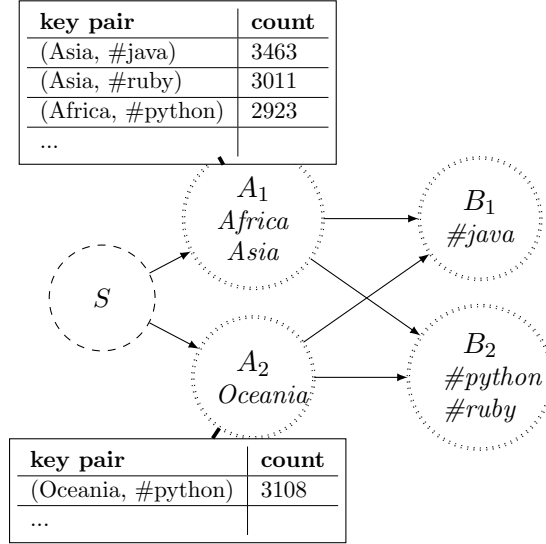 key pair count
(Asia, #java) 3463
(Asia, #ruby) 3011
(Africa, #python) 2923
...
A1
Africa
Asia
B1
#java
S
A2
Oceania
B2
#python
#ruby
key pair count
(Oceania, #python) 3108
...